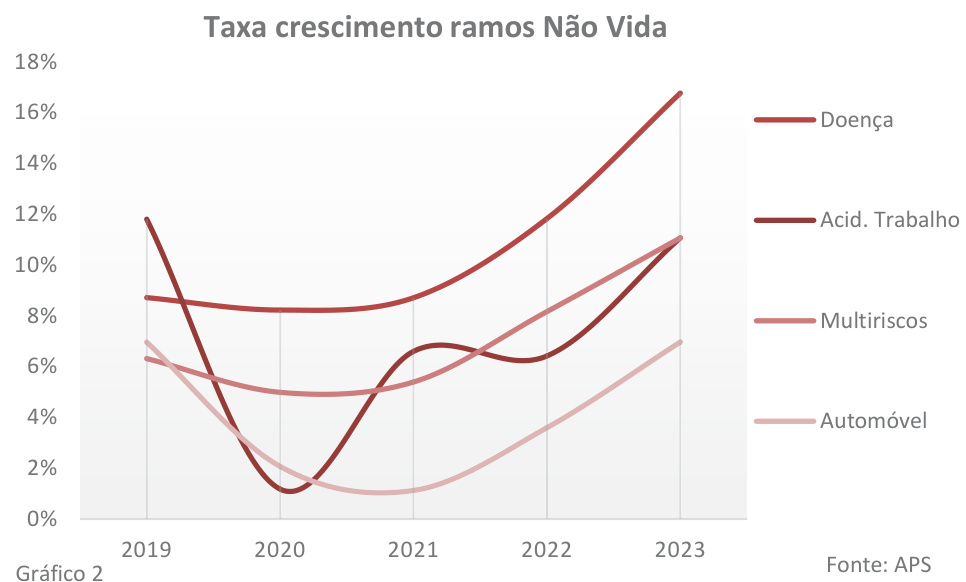 Taxa crescimento ramos Não Vida
18%
16%
14%
12%
10%
8%
6%
4%
2%
0%
2019 2020 2021 2022 2023
Doença
Acid. Trabalho
Multiriscos
Automóvel
Gráfico 2
Fonte: APS